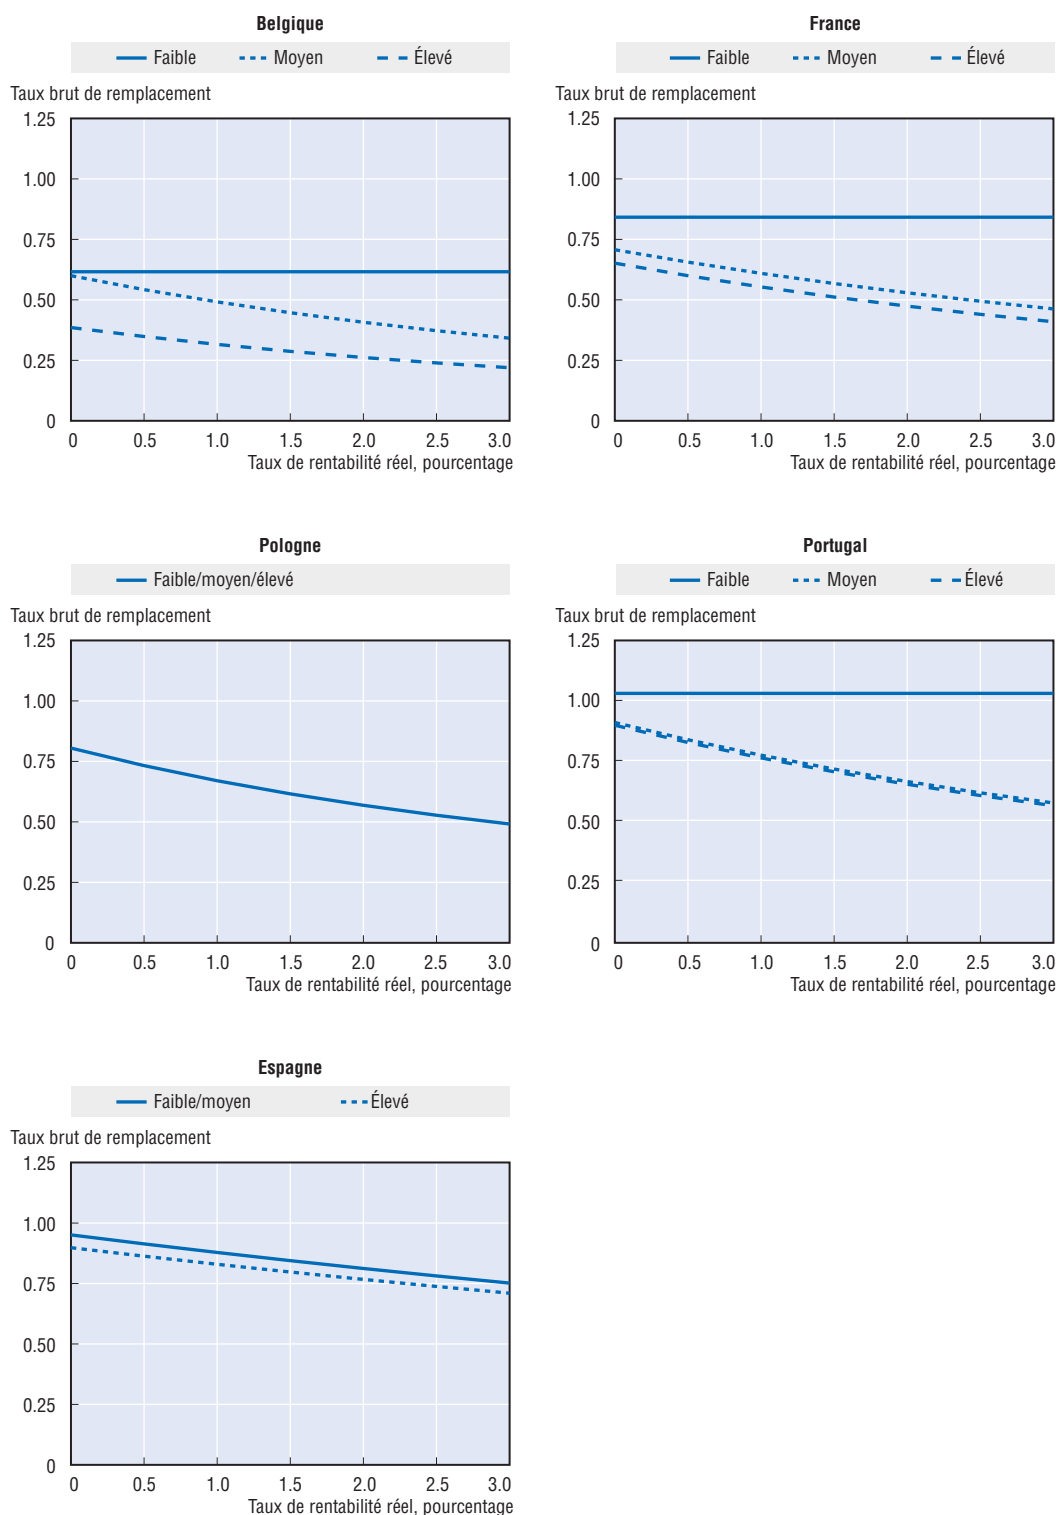 Belgique
Faible Moyen Élevé
Taux brut de remplacement
1.25
1.00
0.75
0.50
0.25
0
0 0.5 1.0 1.5 2.0 2.5 3.0
Taux de rentabilité réel, pourcentage
France
Faible Moyen Élevé
Taux brut de remplacement
1.25
1.00
0.75
0.50
0.25
0
0 0.5 1.0 1.5 2.0 2.5 3.0
Taux de rentabilité réel, pourcentage
Pologne
Faible/moyen/élevé
Taux brut de remplacement
1.25
1.00
0.75
0.50
0.25
0
0 0.5 1.0 1.5 2.0 2.5 3.0
Taux de rentabilité réel, pourcentage
Portugal
Faible Moyen Élevé
Taux brut de remplacement
1.25
1.00
0.75
0.50
0.25
0
0 0.5 1.0 1.5 2.0 2.5 3.0
Taux de rentabilité réel, pourcentage
Espagne
Faible/moyen Élevé
Taux brut de remplacement
1.25
1.00
0.75
0.50
0.25
0
0 0.5 1.0 1.5 2.0 2.5 3.0
Taux de rentabilité réel, pourcentage